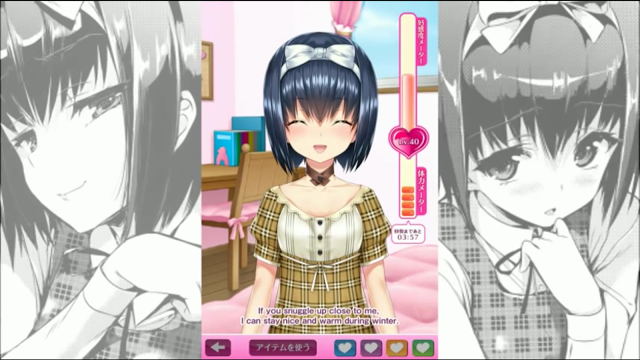 好感度メーター
Lv.40
体力メーター
回復まであと
03:57
If you snuggle up close to me,
I can stay nice and warm during winter.
アイテムを使う